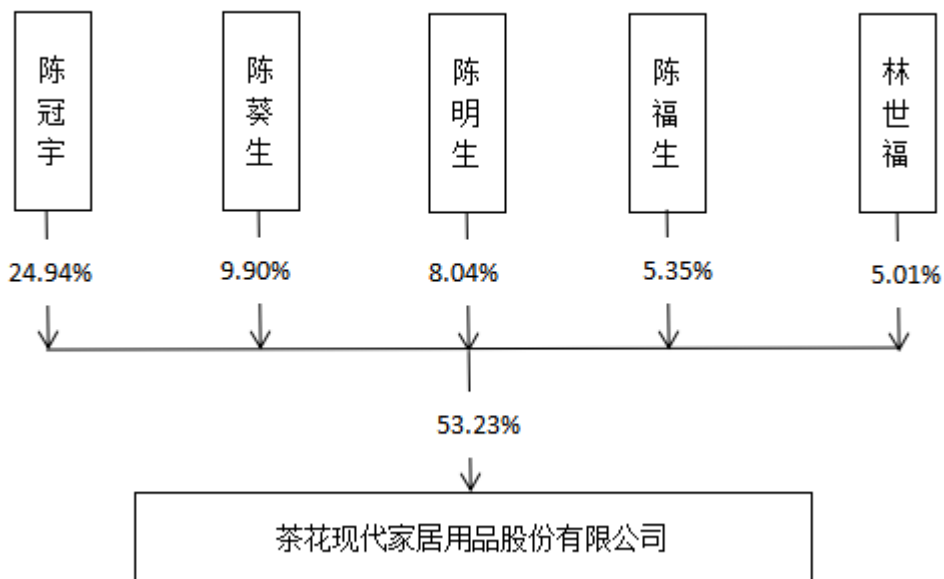 陈冠宇
陈葵生
陈明生
陈福生
林世福
24.94%
9.90%
8.04%
5.35%
5.01%
53.23%
茶花现代家居用品股份有限公司